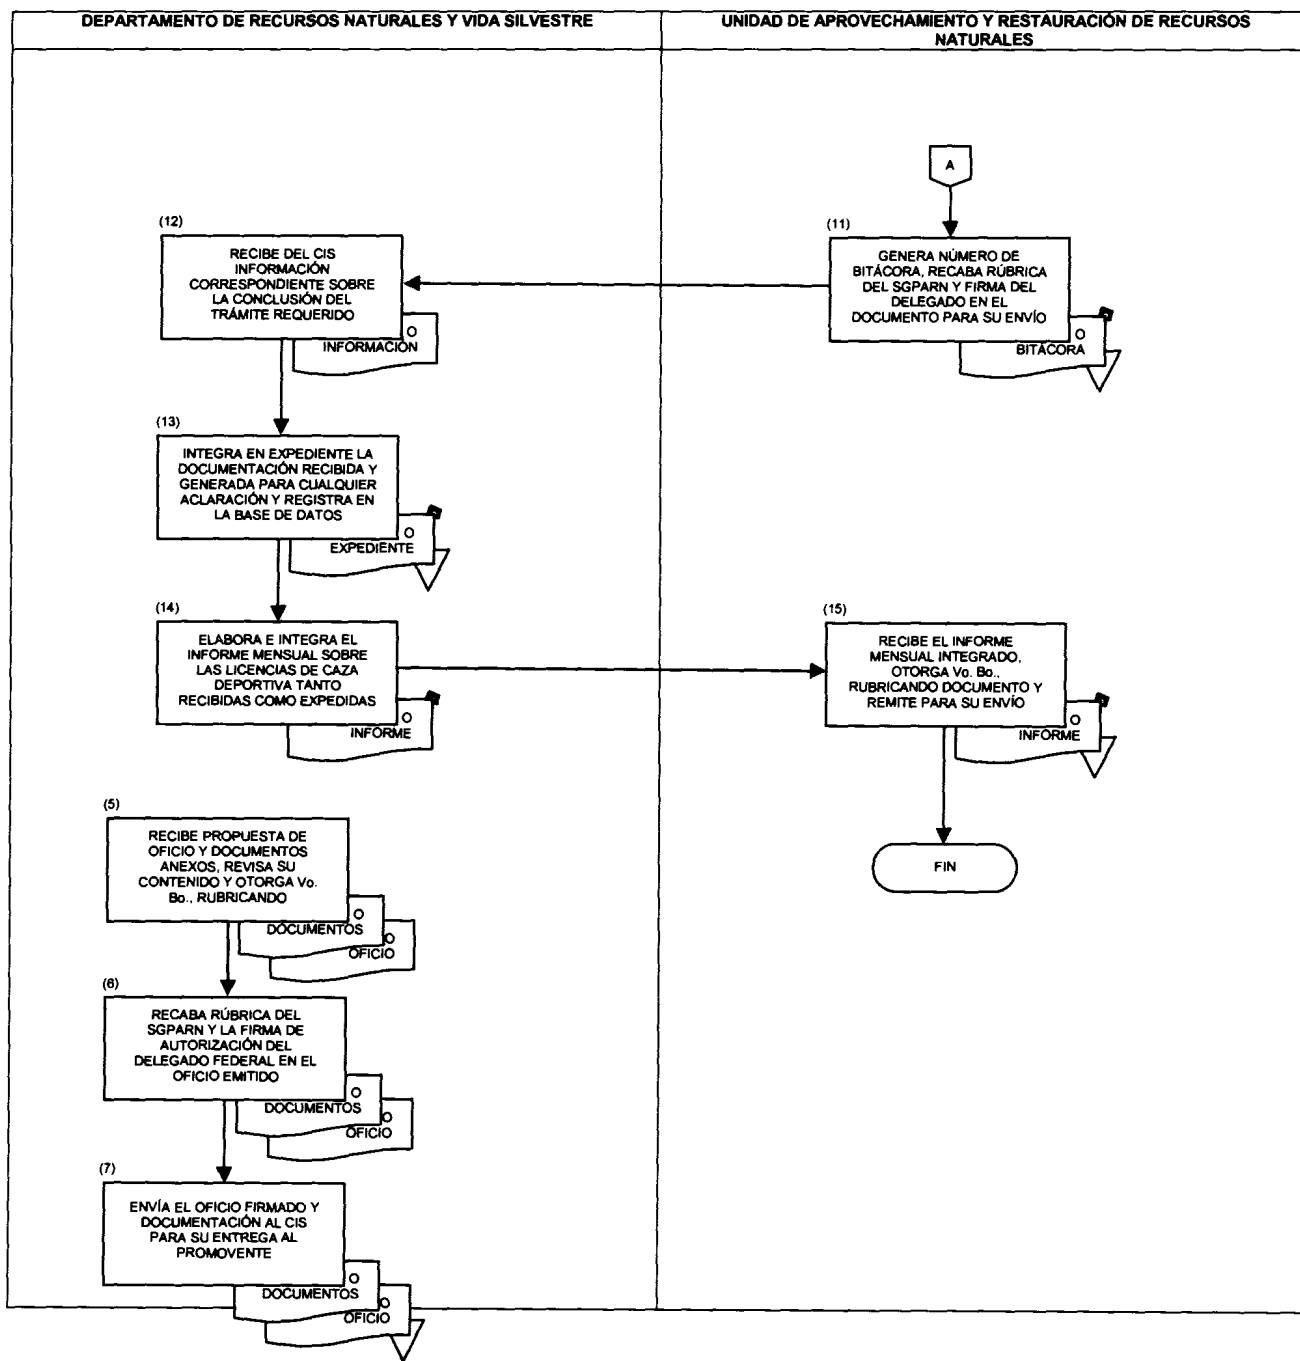 DEPARTAMENTO DE RECURSOS NATURALES Y VIDA SILVESTRE
UNIDAD DE APROVECHAMIENTO Y RESTAURACIÓN DE RECURSOS
NATURALES
A
(11)
GENERA NÚMERO DE
BITÁCORA, RECABA RÚBRICA
DEL SGPARN Y FIRMA DEL
DELEGADO EN EL
DOCUMENTO PARA SU ENVÍO
O
BITÁCORA
(12)
RECIBE DEL CIS
INFORMACIÓN
CORRESPONDIENTE SOBRE
LA CONCLUSIÓN DEL
TRÁMITE REQUERIDO
O
INFORMACIÓN
(13)
INTEGRA EN EXPEDIENTE LA
DOCUMENTACIÓN RECIBIDA Y
GENERADA PARA CUALQUIER
ACLARACIÓN Y REGISTRA EN
LA BASE DE DATOS
O
EXPEDIENTE
(14)
ELABORA E INTEGRA EL
INFORME MENSUAL SOBRE
LAS LICENCIAS DE CAZA
DEPORTIVA TANTO
RECIBIDAS COMO EXPEDIDAS
O
INFORME
(15)
RECIBE EL INFORME
MENSUAL INTEGRADO,
OTORGA Vo. Bo.,
RUBRICANDO DOCUMENTO Y
REMITE PARA SU ENVÍO
O
INFORME
FIN
(5)
RECIBE PROPUESTA DE
OFICIO Y DOCUMENTOS
ANEXOS, REVISA SU
CONTENIDO Y OTORGA Vo.
Bo., RUBRICANDO
O
DOCUMENTOS
O
OFICIO
(6)
RECABA RÚBRICA DEL
SGPARN Y LA FIRMA DE
AUTORIZACIÓN DEL
DELEGADO FEDERAL EN EL
OFICIO EMITIDO
O
DOCUMENTOS
O
OFICIO
(7)
ENVÍA EL OFICIO FIRMADO Y
DOCUMENTACIÓN AL CIS
PARA SU ENTREGA AL
PROMOVENTE
O
DOCUMENTOS
O
OFICIO